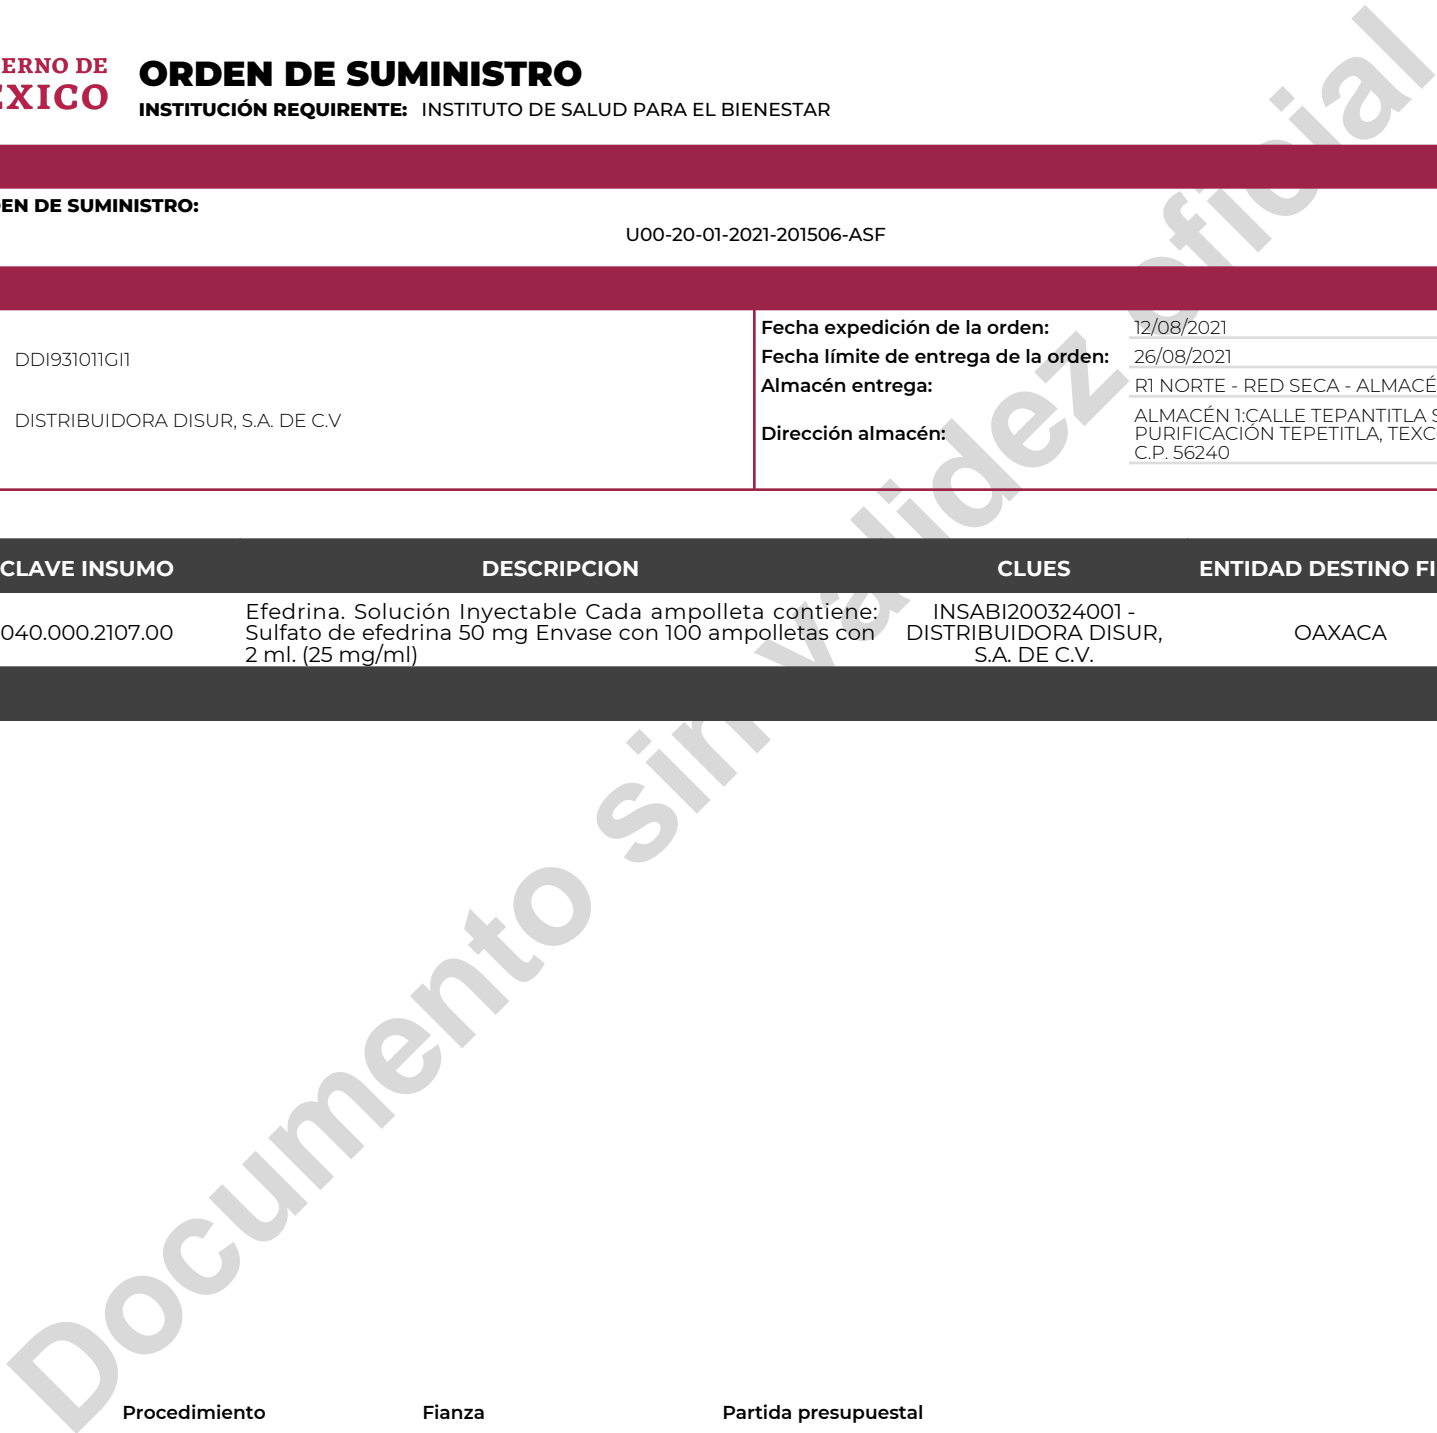 ERNO DE
ÉXICO
ORDEN DE SUMINISTRO
INSTITUCIÓN REQUIRENTE: INSTITUTO DE SALUD PARA EL BIENESTAR
EN DE SUMINISTRO:
U00-20-01-2021-201506-ASF
DDI931011GI1
DISTRIBUIDORA DISUR, S.A. DE C.V
Fecha expedición de la orden: 12/08/2021
Fecha límite de entrega de la orden: 26/08/2021
Almacén entrega: R1 NORTE - RED SECA - ALMACÉ
Dirección almacén: ALMACÉN 1:CALLE TEPANTITLA S
PURIFICACIÓN TEPETITLA, TEXC
C.P. 56240
CLAVE INSUMO DESCRIPCION CLUES ENTIDAD DESTINO FI
040.000.2107.00
Efedrina. Solución Inyectable Cada ampolleta contiene:
Sulfato de efedrina 50 mg Envase con 100 ampolletas con
2 ml. (25 mg/ml)
INSABI200324001 -
DISTRIBUIDORA DISUR,
S.A. DE C.V.
OAXACA
Documento sin validez oficial
Procedimiento Fianza Partida presupuestal